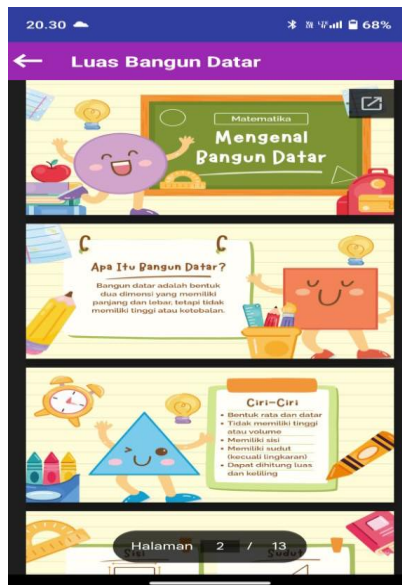 20.30 68%
Luas Bangun Datar
Matematika
Mengenal
Bangun Datar
Apa Itu Bangun Datar?
Bangun datar adalah bentuk
dua dimensi yang memiliki
panjang dan lebar, tetapi tidak
memiliki tinggi atau ketebalan.
Ciri-Ciri
• Bentuk rata dan datar
• Tidak memiliki tinggi
atau volume
• Memiliki sisi
• Memiliki sudut
(kecuali lingkaran)
• Dapat dihitung luas
dan keliling
Halaman 2 / 13
Sisi
Sudut